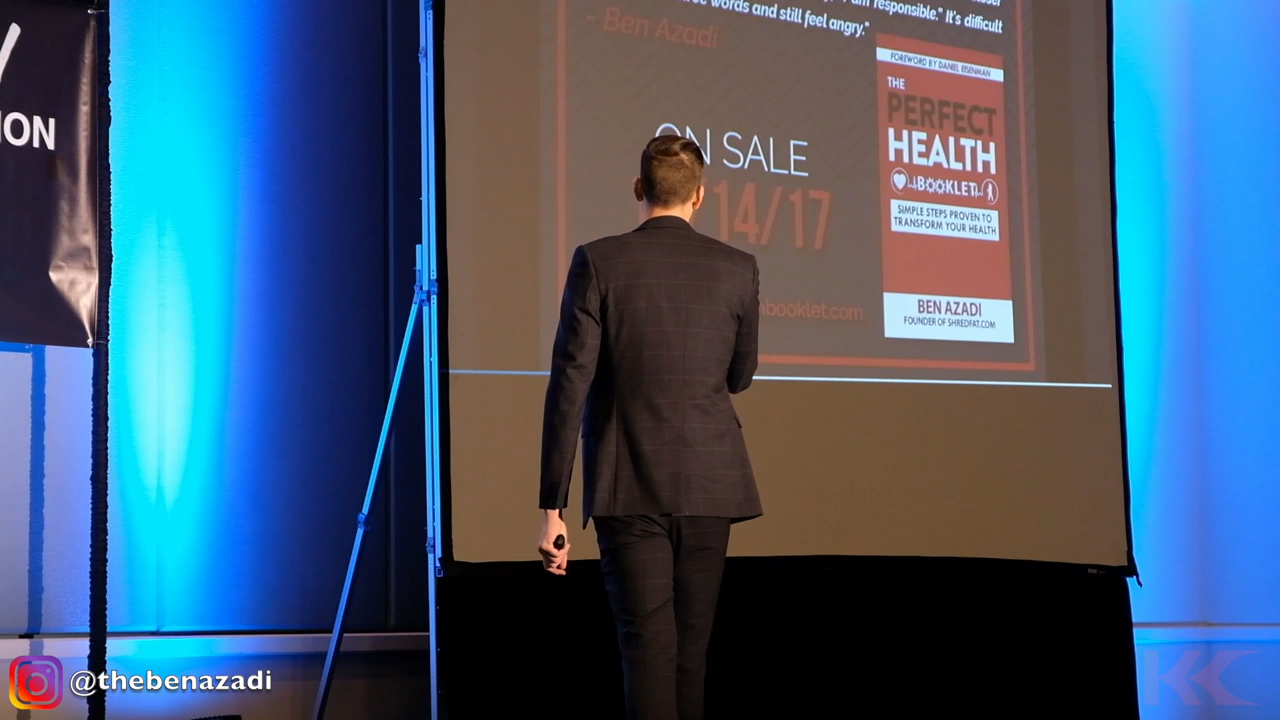 ION
am responsible." It's difficult
words and still feel angry."
- Ben Azadi
FOREWORD BY DANIEL EISENMAN
THE
PERFECT
HEALTH
BOOKLET
SIMPLE STEPS PROVEN TO
TRANSFORM YOUR HEALTH
ON SALE
14/17
booklet.com
BEN AZADI
FOUNDER OF SHREDFAT.COM
@thebenazadi